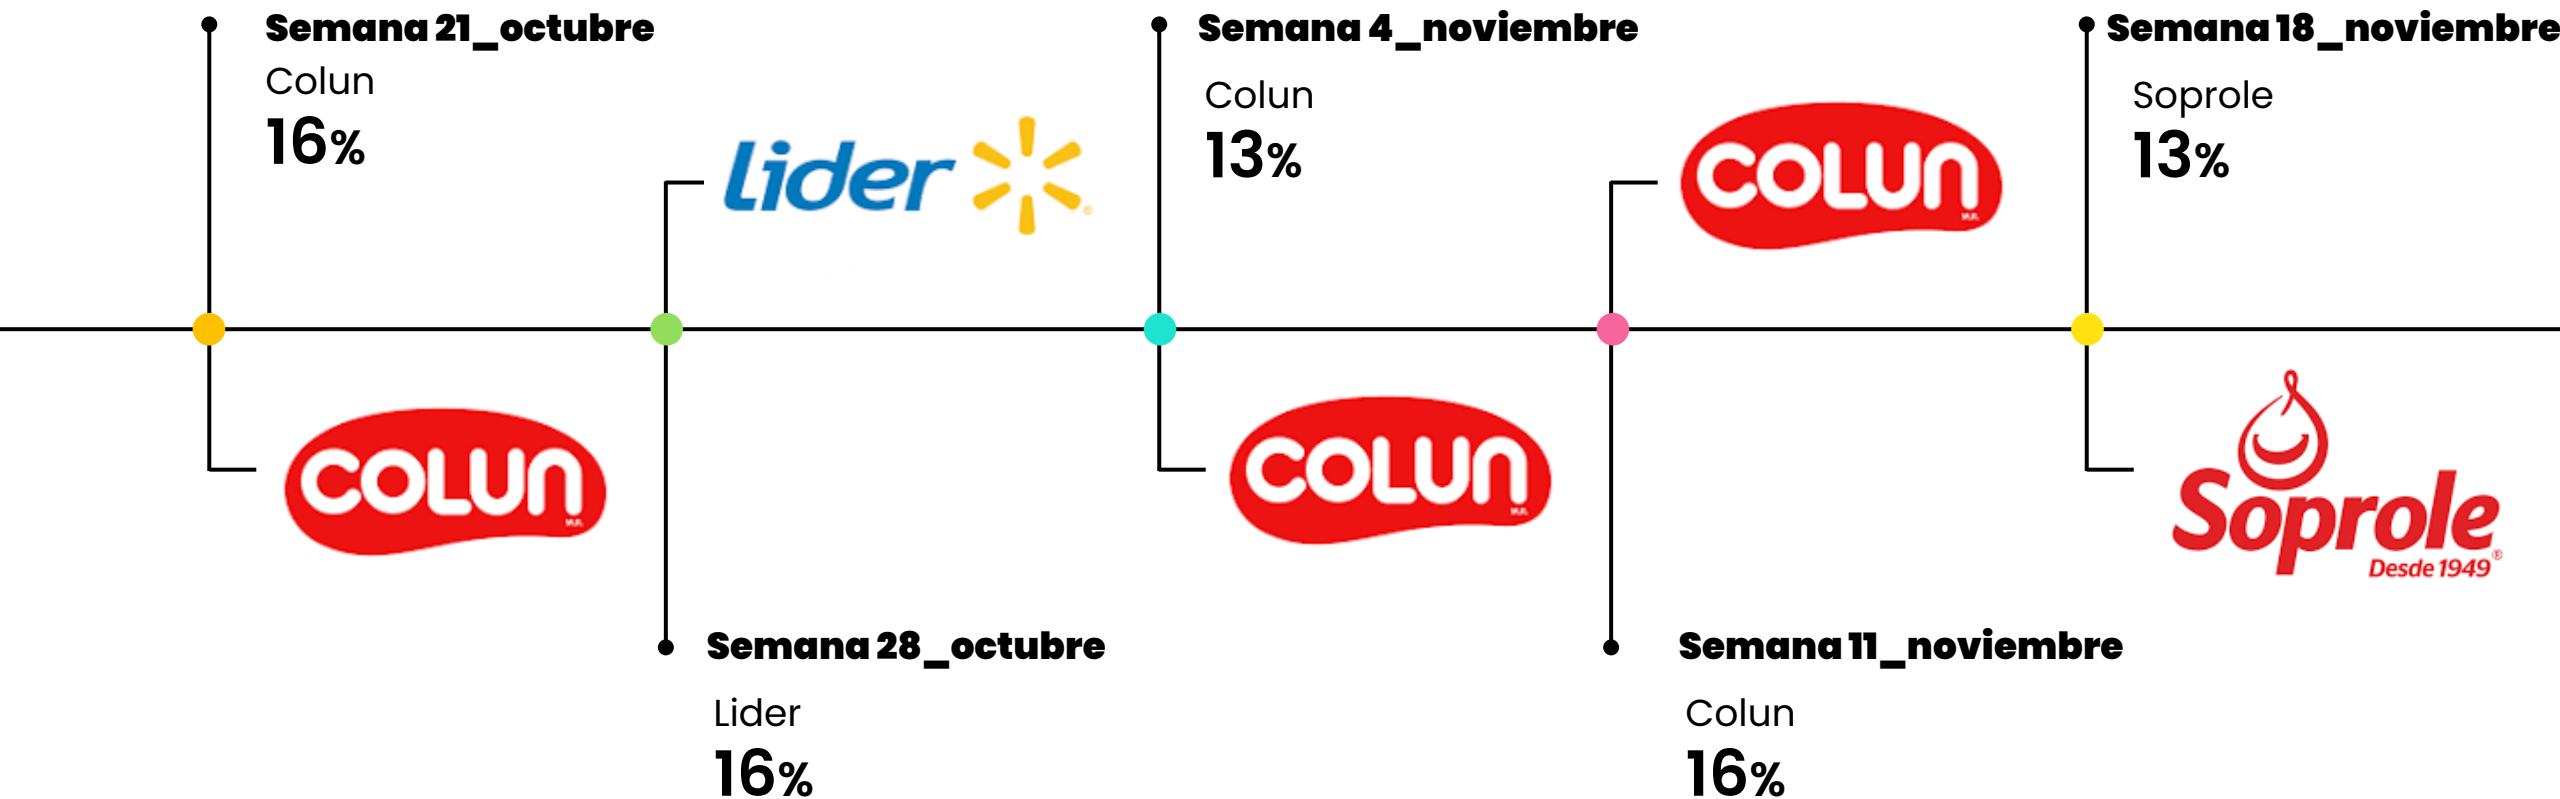 Semana 21_octubre
Colun
16%
COLUN
M.R.
Lider
®
Semana 28_octubre
Lider
16%
Semana 4_noviembre
Colun
13%
COLUN
M.R.
COLUN
M.R.
Semana 11_noviembre
Colun
16%
Semana 18_noviembre
Soprole
13%
Soprole
®
Desde 1949